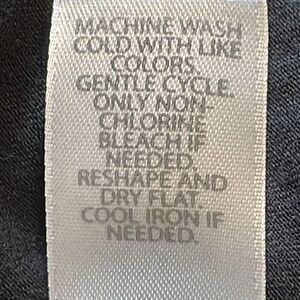 MACHINE WASH
COLD WITH LIKE
COLORS.
GENTLE CYCLE.
ONLY NON-
CHLORINE
BLEACH IF
NEEDED.
RESHAPE AND
DRY FLAT.
COOL IRON IF
NEEDED.